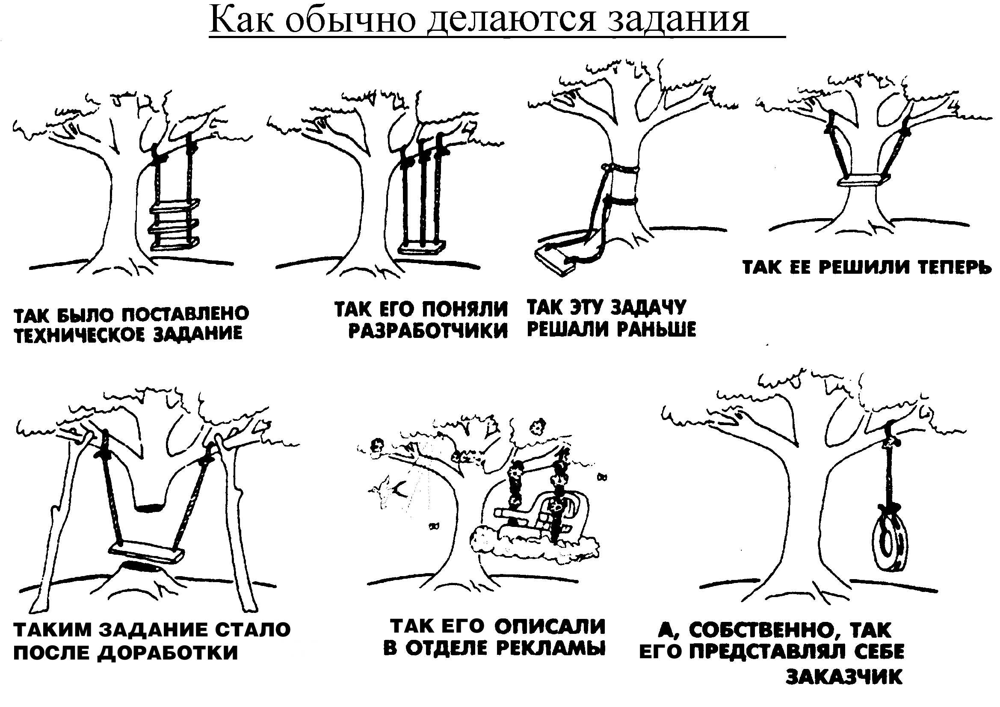 Как обычно делаются задания
ТАК БЫЛО ПОСТАВЛЕНО
ТЕХНИЧЕСКОЕ ЗАДАНИЕ
ТАК ЕГО ПОНЯЛИ
РАЗРАБОТЧИКИ
ТАК ЭТУ ЗАДАЧУ
РЕШАЛИ РАНЬШЕ
ТАК ЕЕ РЕШИЛИ ТЕПЕРЬ
ТАКИМ ЗАДАНИЕ СТАЛО
ПОСЛЕ ДОРАБОТКИ
ТАК ЕГО ОПИСАЛИ
В ОТДЕЛЕ РЕКЛАМЫ
А, СОБСТВЕННО, ТАК
ЕГО ПРЕДСТАВЛЯЛ СЕБЕ
ЗАКАЗЧИК